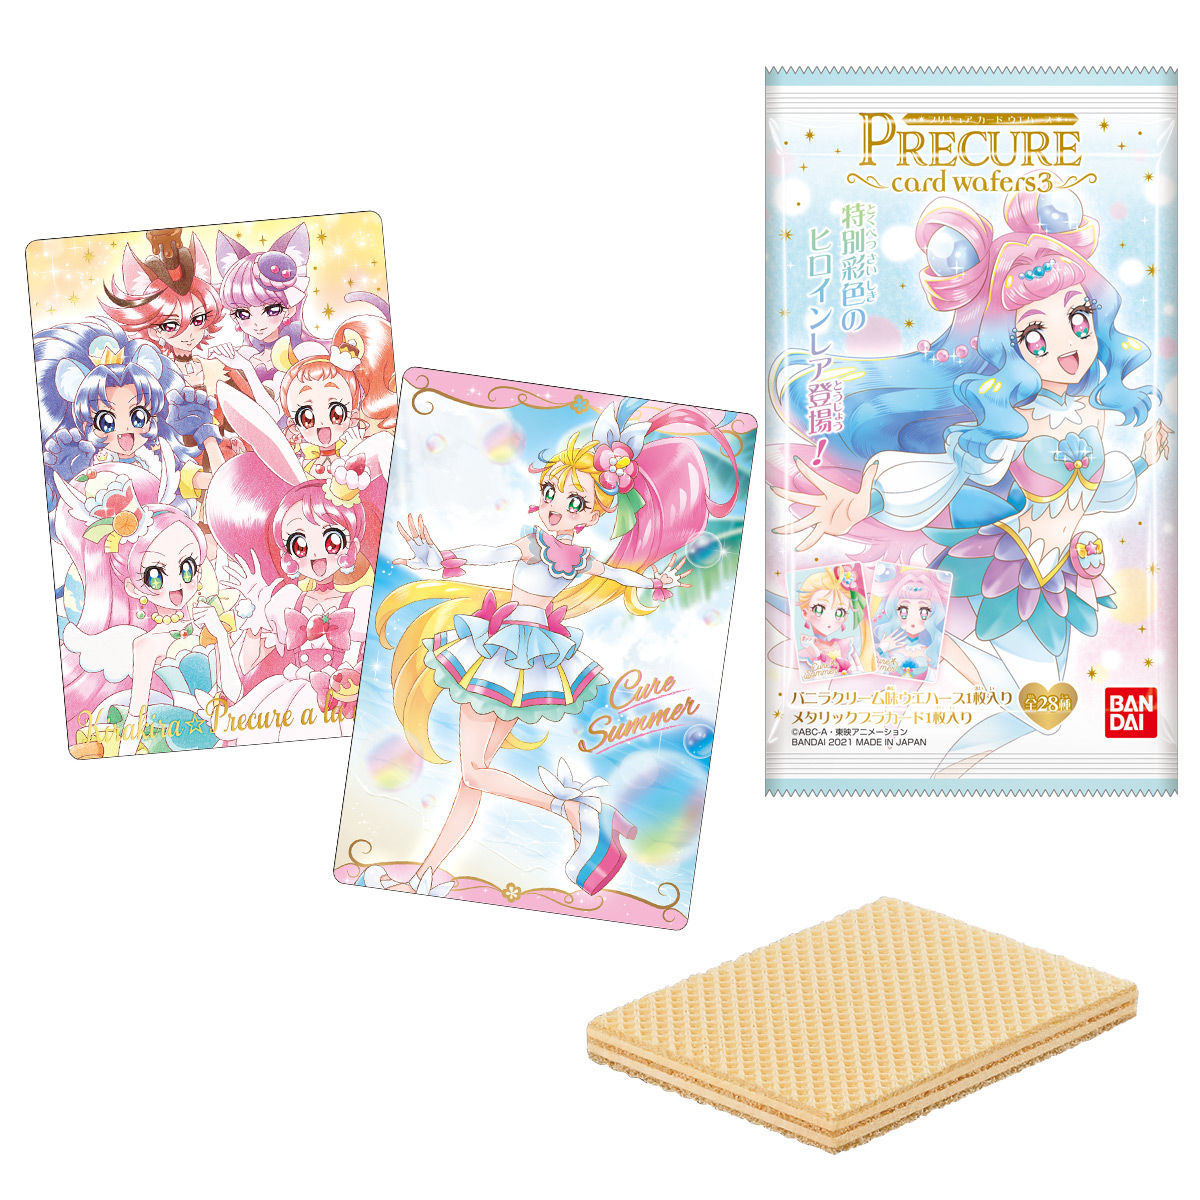 プリキュア カード ウエハース
PRECURE
card wafers3
特別彩色の
とくべつさいしき
ヒロインレア登場!
とうじょう
Cure
Summer
Kirakira☆Precure a la
バニラクリーム味ウエハース1枚入り
メタリックプラカード1枚入り
全28種
©ABC-A・東映アニメーション
BANDAI 2021 MADE IN JAPAN
BAN
DAI